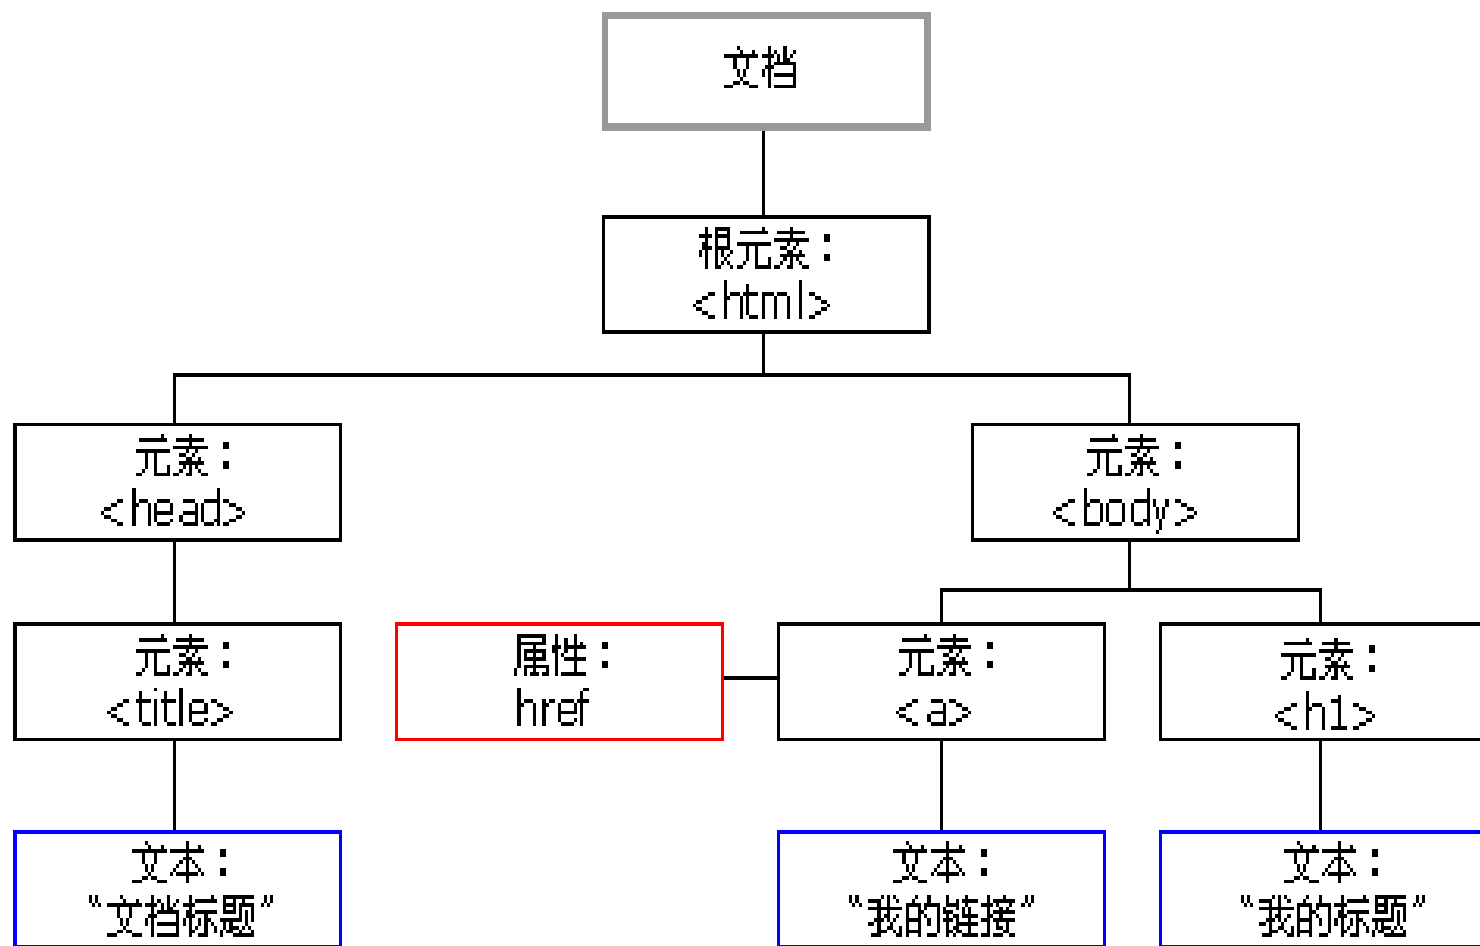 文档
根元素：
<html>
元素：
<head>
元素：
<body>
元素：
<title>
属性：
href
元素：
<a>
元素：
<h1>
文本：
“文档标题”
文本：
“我的链接”
文本：
“我的标题”